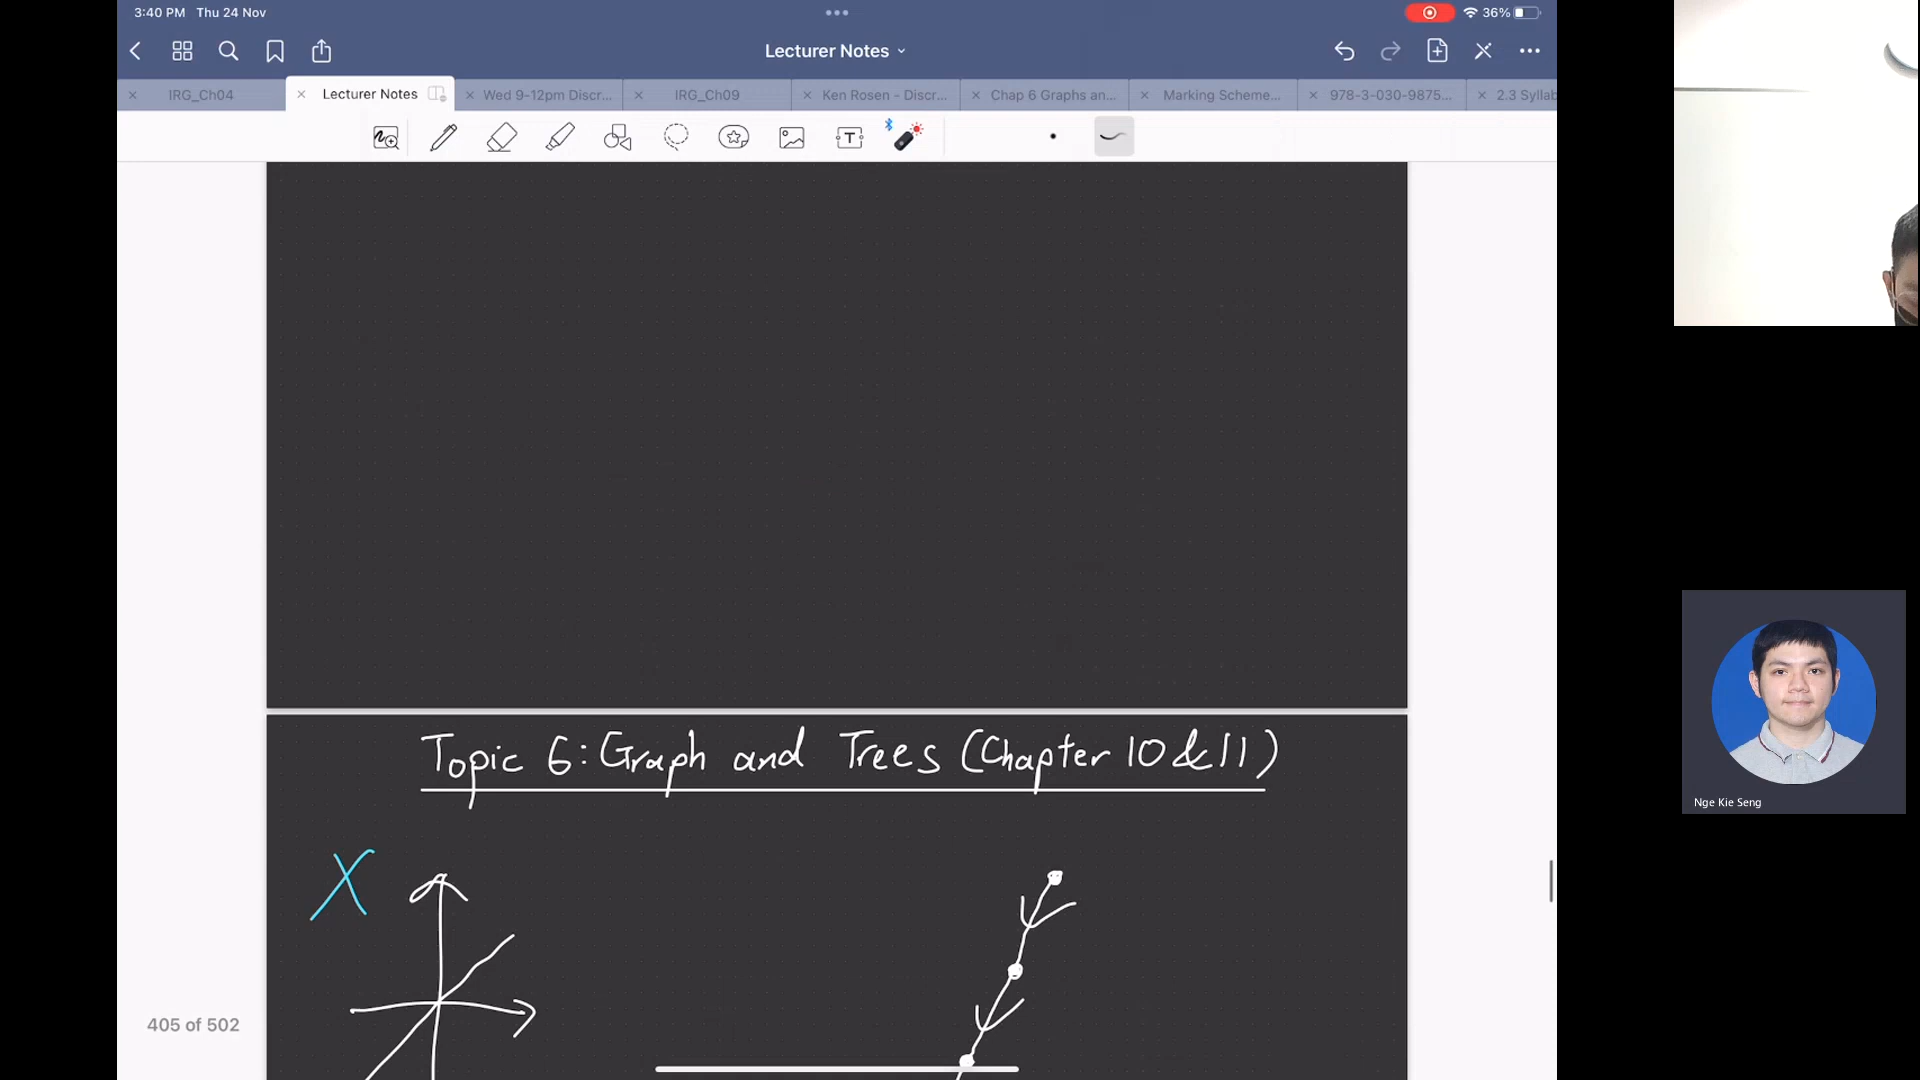 3:40 PM Thu 24 Nov
36%
Lecturer Notes
IRG_Ch04
Lecturer Notes
Wed 9-12pm Discr...
IRG_Ch09
Ken Rosen - Discr...
Chap 6 Graphs an...
Marking Scheme...
978-3-030-9875...
2.3 Syllab
T
Topic 6: Graph and Trees (Chapter 10 & 11)
X
405 of 502
Nge Kie Seng